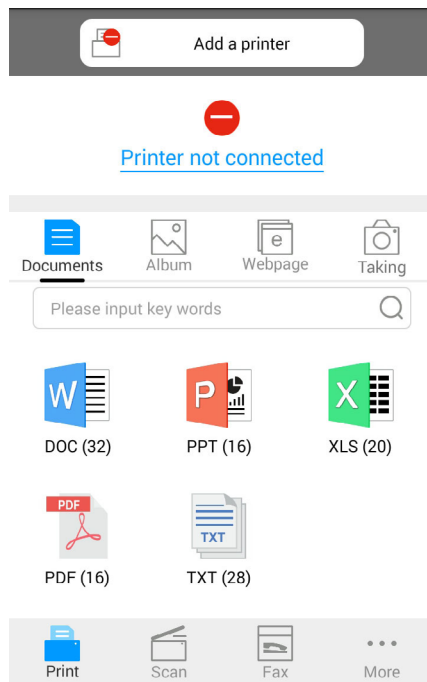 Add a printer
Printer not connected
Documents
Album
e
Webpage
Taking
Please input key words
W
P
X
DOC (32)
PPT (16)
XLS (20)
PDF
TXT
PDF (16)
TXT (28)
Print
Scan
Fax
More